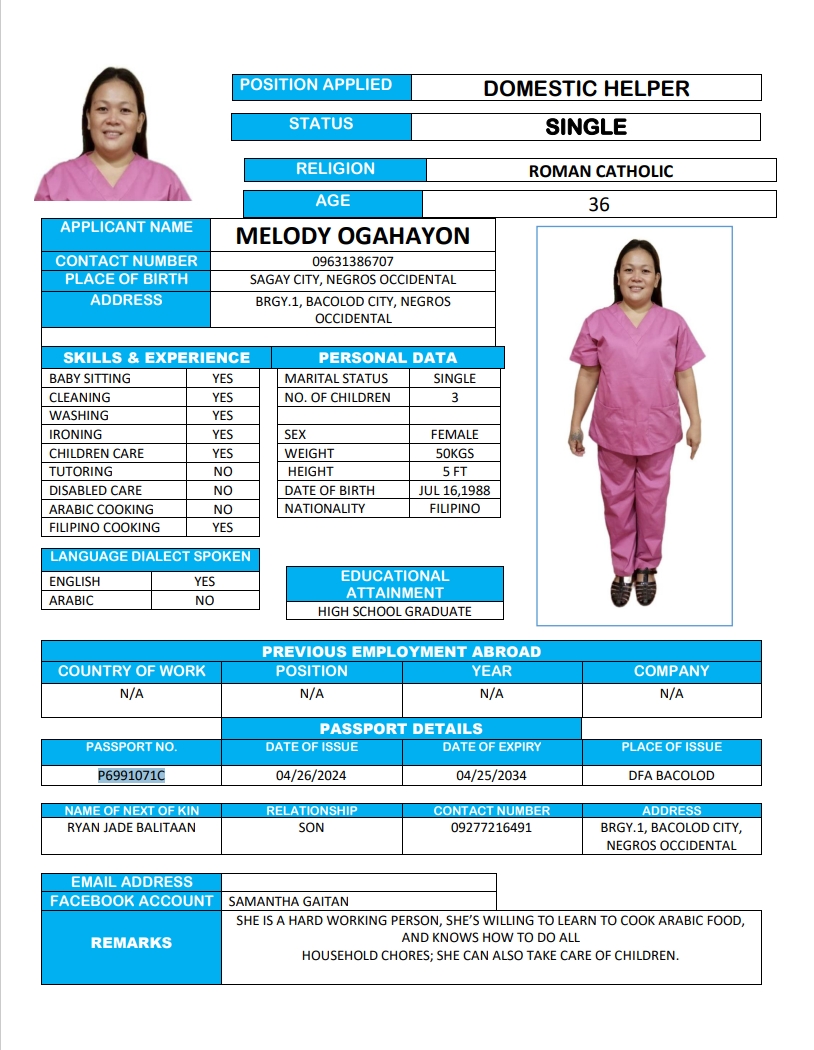 POSITION APPLIED DOMESTIC HELPER
STATUS SINGLE
RELIGION ROMAN CATHOLIC
AGE 36
APPLICANT NAME MELODY OGAHAYON
CONTACT NUMBER 09631386707
PLACE OF BIRTH SAGAY CITY, NEGROS OCCIDENTAL
ADDRESS BRGY.1, BACOLOD CITY, NEGROS
OCCIDENTAL
SKILLS & EXPERIENCE PERSONAL DATA
BABY SITTING YES MARITAL STATUS SINGLE
CLEANING YES NO. OF CHILDREN 3
WASHING YES
IRONING YES SEX FEMALE
CHILDREN CARE YES WEIGHT 50KGS
TUTORING NO HEIGHT 5 FT
DISABLED CARE NO DATE OF BIRTH JUL 16,1988
ARABIC COOKING NO NATIONALITY FILIPINO
FILIPINO COOKING YES
LANGUAGE DIALECT SPOKEN
ENGLISH YES
ARABIC NO
EDUCATIONAL
ATTAINMENT
HIGH SCHOOL GRADUATE
PREVIOUS EMPLOYMENT ABROAD
COUNTRY OF WORK POSITION YEAR COMPANY
N/A N/A N/A N/A
PASSPORT DETAILS
PASSPORT NO. DATE OF ISSUE DATE OF EXPIRY PLACE OF ISSUE
P6991071C 04/26/2024 04/25/2034 DFA BACOLOD
NAME OF NEXT OF KIN RELATIONSHIP CONTACT NUMBER ADDRESS
RYAN JADE BALITAAN SON 09277216491 BRGY.1, BACOLOD CITY,
NEGROS OCCIDENTAL
EMAIL ADDRESS
FACEBOOK ACCOUNT SAMANTHA GAITAN
REMARKS
SHE IS A HARD WORKING PERSON, SHE’S WILLING TO LEARN TO COOK ARABIC FOOD,
AND KNOWS HOW TO DO ALL
HOUSEHOLD CHORES; SHE CAN ALSO TAKE CARE OF CHILDREN.